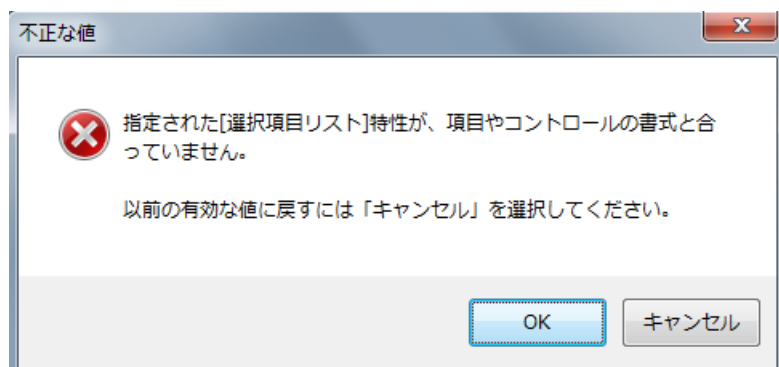 不正な値
指定された[選択項目リスト]特性が、項目やコントロールの書式と合
っていません。
以前の有効な値に戻すには「キャンセル」を選択してください。
OK
キャンセル